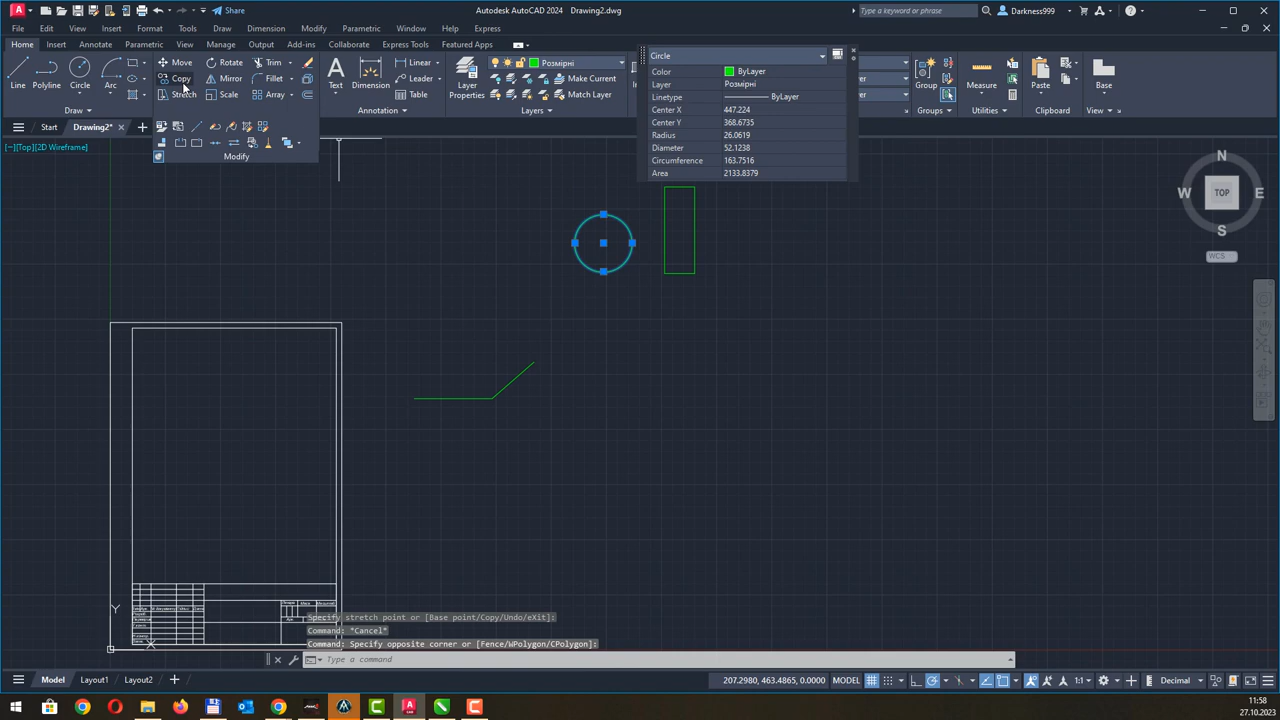 Share
Autodesk AutoCAD 2024 Drawing2.dwg
Type a keyword or phrase
Darkness999
File Edit View Insert Format Tools Draw Dimension Modify Parametric Window Help Express
Home Insert Annotate Parametric View Manage Output Add-ins Collaborate Express Tools Featured Apps
Line Polyline Circle Arc
Move Rotate Trim
Copy Mirror Fillet
Stretch Scale Array
Text Dimension
Linear
Leader
Table
Layer
Properties
Розмірні
Make Current
Match Layer
Group Measure Paste Base
Draw
Annotation Layers
Groups Utilities Clipboard View
Modify
Start Drawing2*
[−][Top][2D Wireframe]
Circle
Color ByLayer
Layer Розмірні
Linetype ByLayer
Center X 447.224
Center Y 368.6735
Radius 26.0619
Diameter 52.1238
Circumference 163.7516
Area 2133.8379
N
W TOP E
S
WCS
Y
X
Specify stretch point or [Base point/Copy/Undo/eXit]:
Command: *Cancel*
Command: Specify opposite corner or [Fence/WPolygon/CPolygon]:
Type a command
Model Layout1 Layout2 +
207.2980, 463.4865, 0.0000 MODEL
1:1
Decimal
11:58
27.10.2023